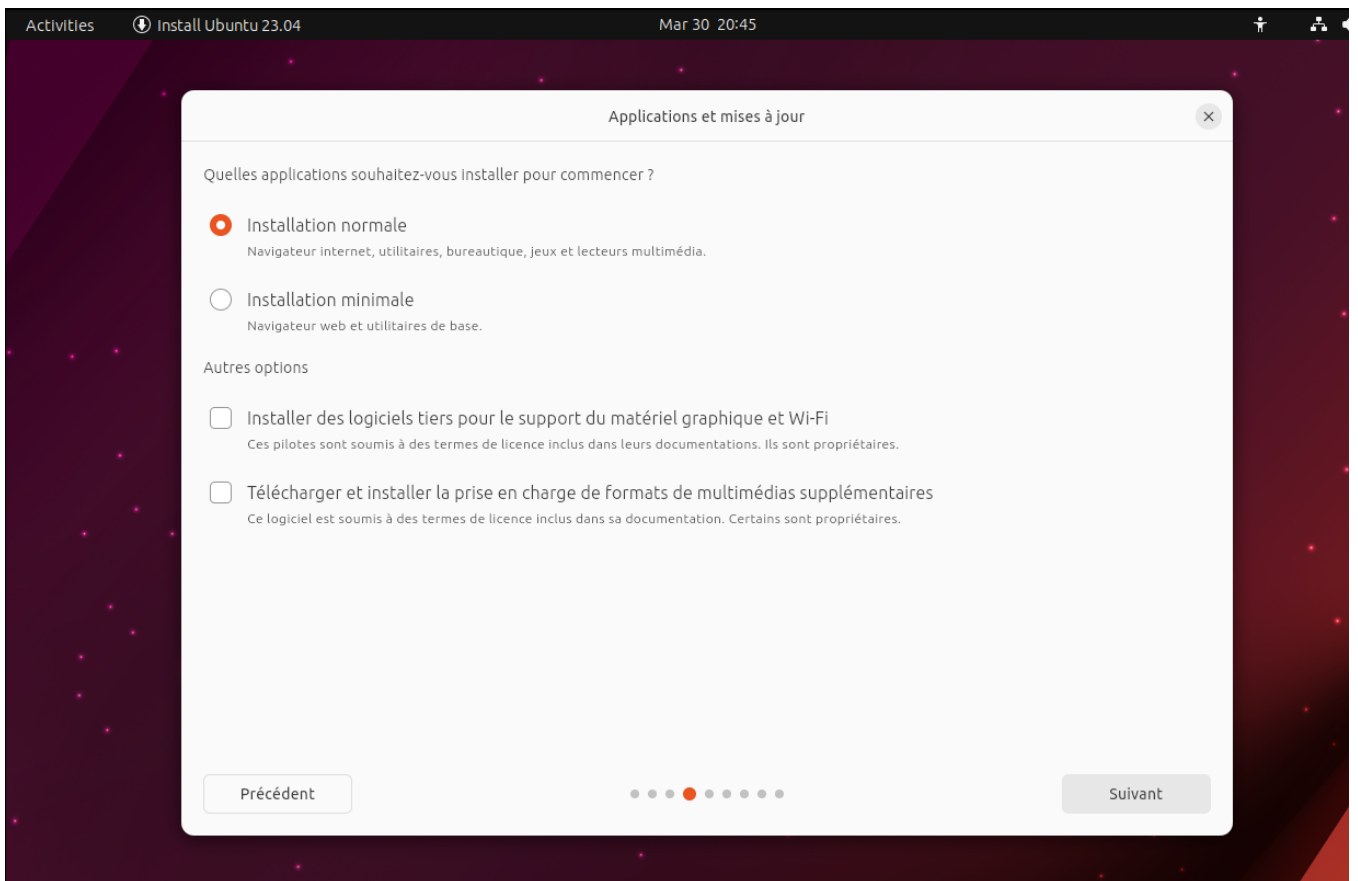 Activities Install Ubuntu 23.04 Mar 30 20:45
Applications et mises à jour
Quelles applications souhaitez-vous installer pour commencer ?
Installation normale
Navigateur internet, utilitaires, bureautique, jeux et lecteurs multimédia.
Installation minimale
Navigateur web et utilitaires de base.
Autres options
Installer des logiciels tiers pour le support du matériel graphique et Wi-Fi
Ces pilotes sont soumis à des termes de licence inclus dans leurs documentations. Ils sont propriétaires.
Télécharger et installer la prise en charge de formats de multimédias supplémentaires
Ce logiciel est soumis à des termes de licence inclus dans sa documentation. Certains sont propriétaires.
Précédent Suivant